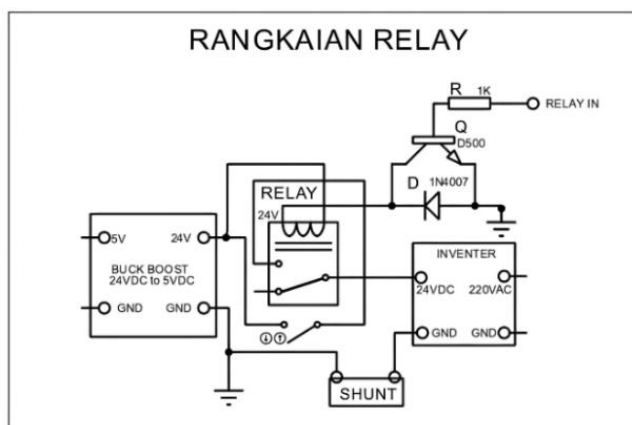 RANGKAIAN RELAY
R 1K
RELAY IN
Q
D500
D 1N4007
RELAY
24V
5V 24V
BUCK BOOST
24VDC to 5VDC
GND GND
INVENTER
24VDC 220VAC
GND GND
SHUNT